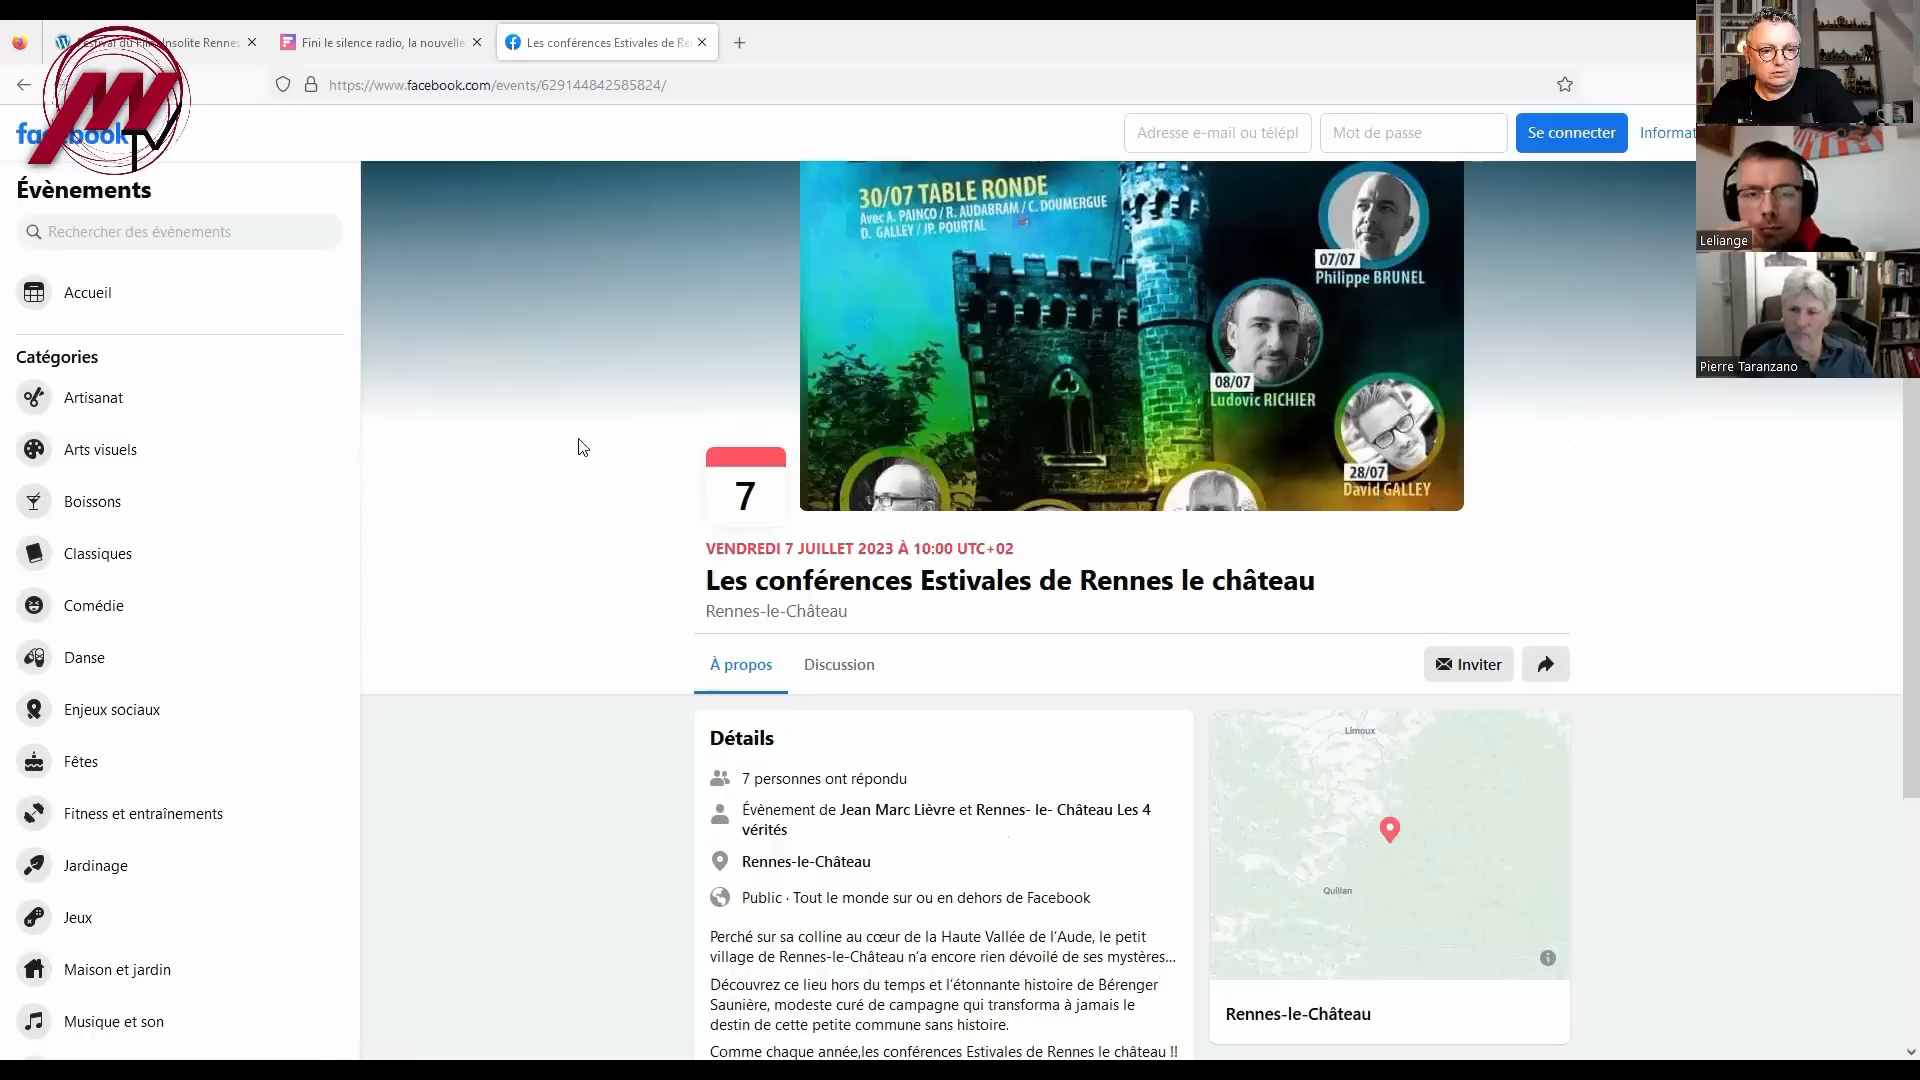 Festival du Film Insolite Rennes
Fini le silence radio, la nouvelle
Les conférences Estivales de Re
https://www.facebook.com/events/629144842585824/
MTV
facebook
Adresse e-mail ou télépl
Mot de passe
Se connecter
Informat
Évènements
Rechercher des évènements
Accueil
Catégories
Artisanat
Arts visuels
Boissons
Classiques
Comédie
Danse
Enjeux sociaux
Fêtes
Fitness et entraînements
Jardinage
Jeux
Maison et jardin
Musique et son
30/07 TABLE RONDE
Avec A. PAINCO / R. AUDABRAM / C. DOUMERGUE
D. GALLEY / JP. POURTAL
07/07
Philippe BRUNEL
08/07
Ludovic RICHIER
28/07
David GALLEY
7
VENDREDI 7 JUILLET 2023 À 10:00 UTC+02
Les conférences Estivales de Rennes le château
Rennes-le-Château
À propos
Discussion
Inviter
Détails
7 personnes ont répondu
Évènement de Jean Marc Lièvre et Rennes- le- Château Les 4
vérités
Rennes-le-Château
Public · Tout le monde sur ou en dehors de Facebook
Perché sur sa colline au cœur de la Haute Vallée de l’Aude, le petit
village de Rennes-le-Château n’a encore rien dévoilé de ses mystères...
Découvrez ce lieu hors du temps et l’étonnante histoire de Bérenger
Saunière, modeste curé de campagne qui transforma à jamais le
destin de cette petite commune sans histoire.
Comme chaque année,les conférences Estivales de Rennes le château !!
Limoux
Quillan
Rennes-le-Château
Leliange
Pierre Taranzano